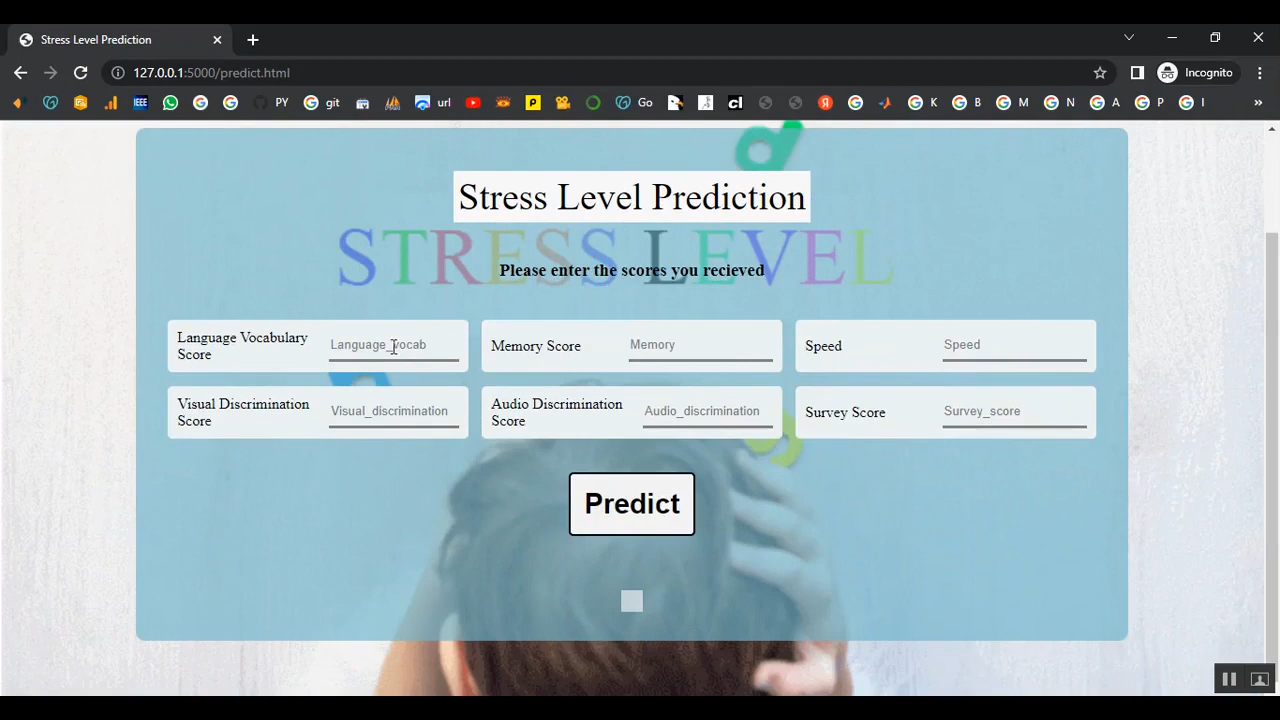 Stress Level Prediction
127.0.0.1:5000/predict.html
Incognito
IEEE
PY
git
url
Go
K
B
M
N
A
P
I
Stress Level Prediction
STRESS LEVEL
Please enter the scores you recieved
Language Vocabulary Score
Language_vocab
Memory Score
Memory
Speed
Speed
Visual Discrimination Score
Visual_discrimination
Audio Discrimination Score
Audio_discrimination
Survey Score
Survey_score
Predict